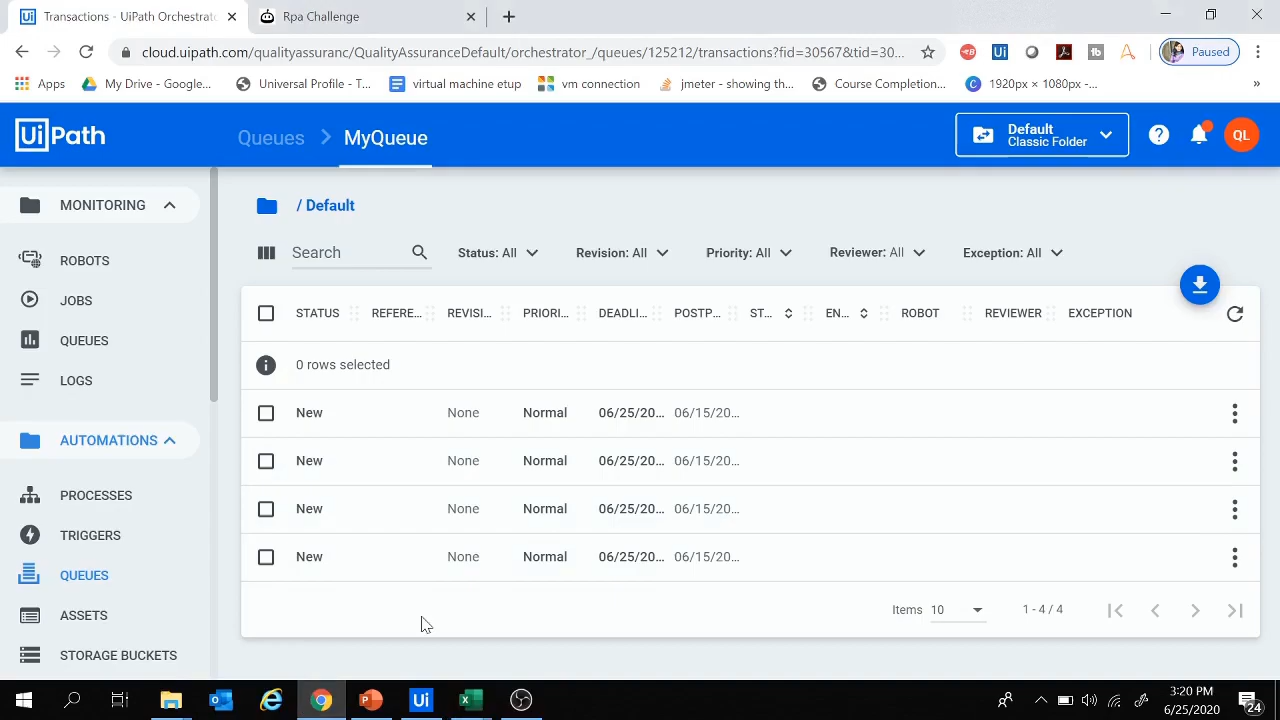 Transactions - UiPath Orchestrato
Rpa Challenge
cloud.uipath.com/qualityassuranc/QualityAssuranceDefault/orchestrator_/queues/125212/transactions?fid=30567&tid=30...
Paused
Apps
My Drive - Google...
Universal Profile - T...
virtual machine etup
vm connection
jmeter - showing th...
Course Completion...
1920px × 1080px -...
»
UiPath
Queues
MyQueue
Default
Classic Folder
QL
MONITORING
ROBOTS
JOBS
QUEUES
LOGS
AUTOMATIONS
PROCESSES
TRIGGERS
QUEUES
ASSETS
STORAGE BUCKETS
/ Default
Search
Status: All
Revision: All
Priority: All
Reviewer: All
Exception: All
STATUS REFERE... REVISI... PRIORI... DEADLI... POSTP... ST... EN... ROBOT REVIEWER EXCEPTION
0 rows selected
New None Normal 06/25/20... 06/15/20...
New None Normal 06/25/20... 06/15/20...
New None Normal 06/25/20... 06/15/20...
New None Normal 06/25/20... 06/15/20...
Items 10 1 - 4 / 4
3:20 PM
6/25/2020
24